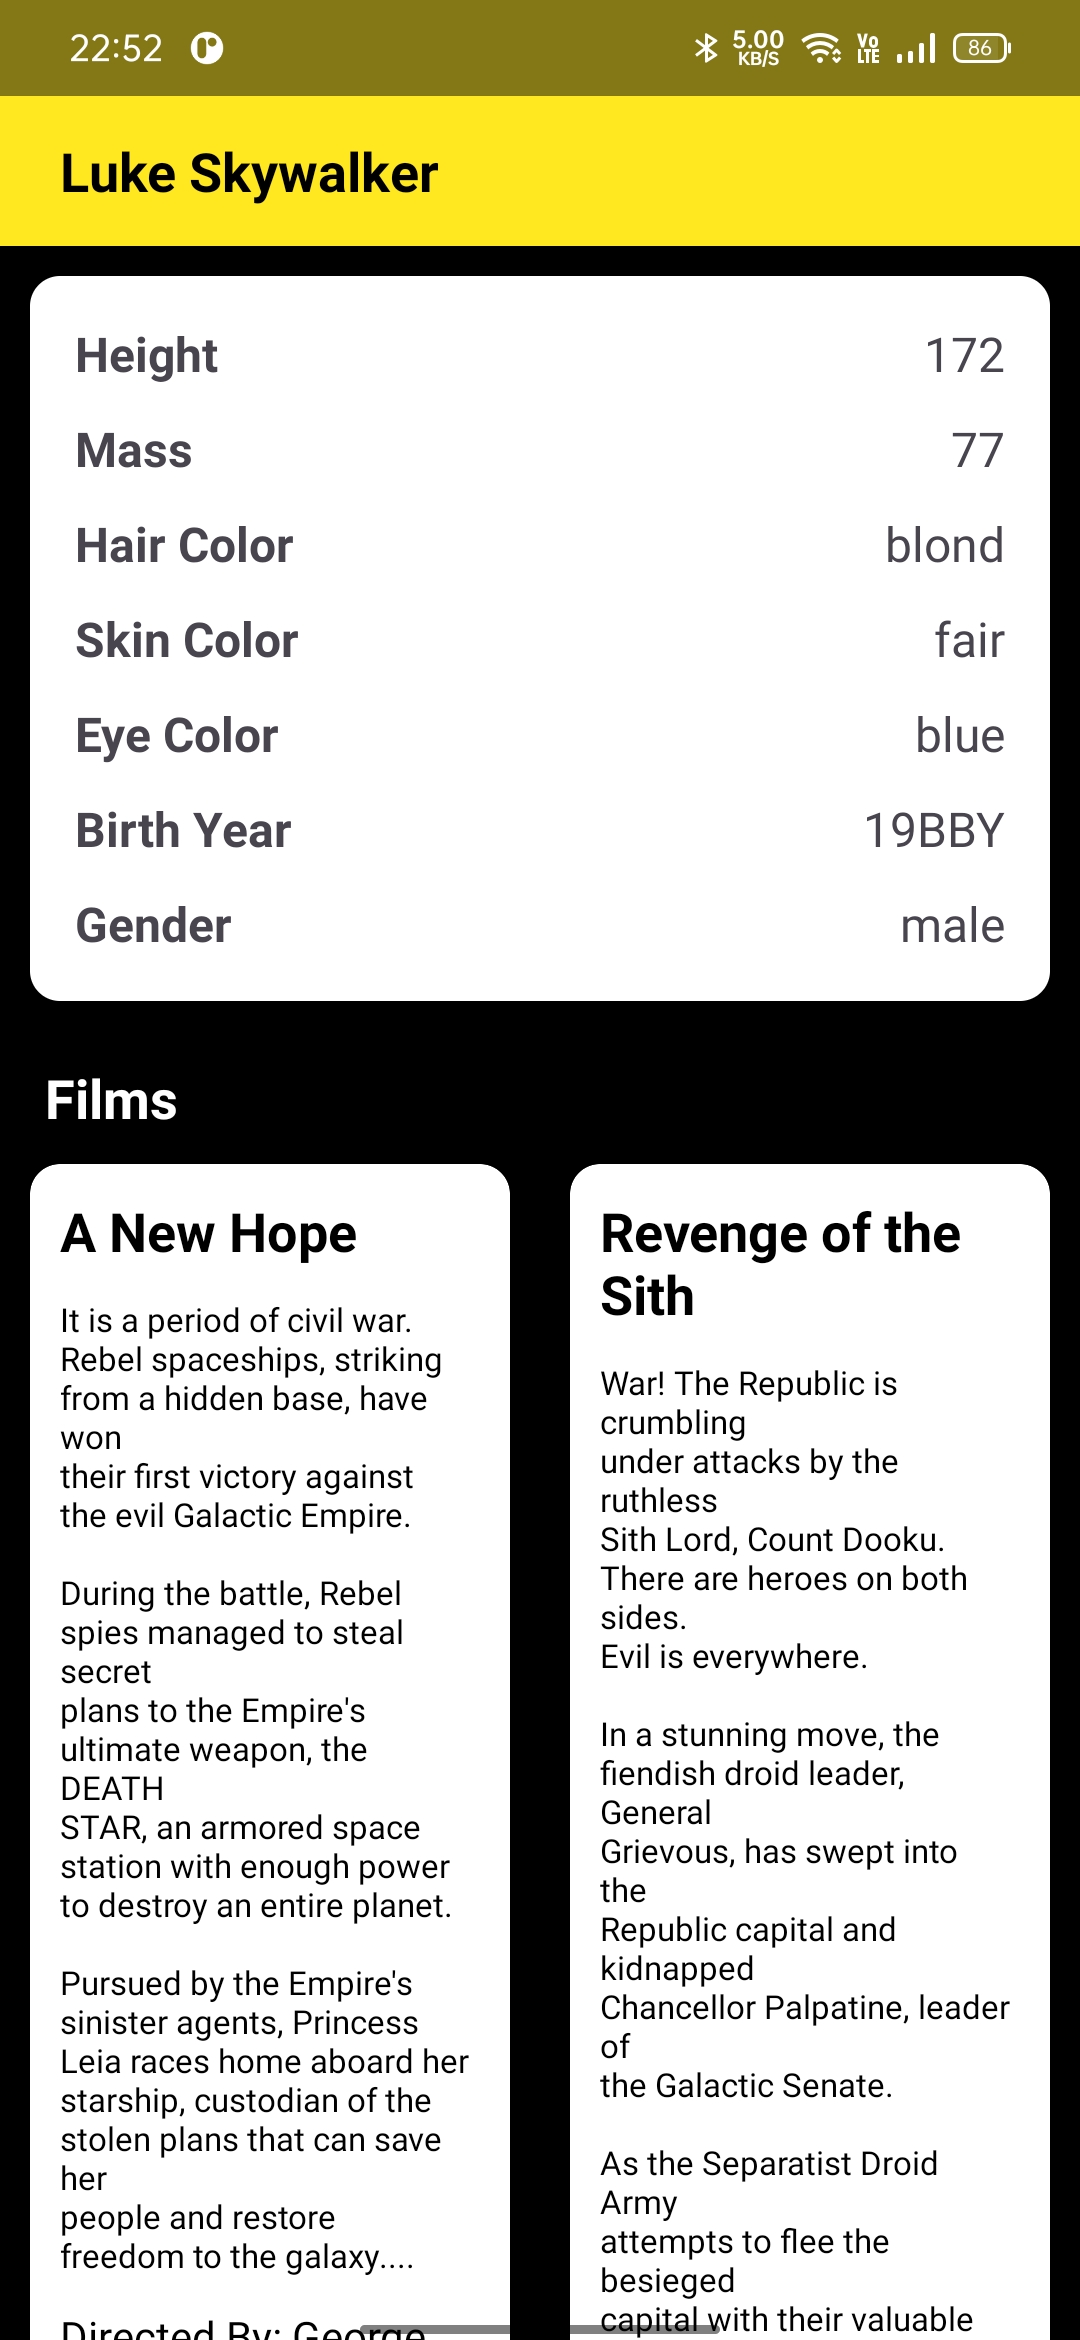 22:52
5.00
KB/S
Vo
LTE
86
Luke Skywalker
Height 172
Mass 77
Hair Color blond
Skin Color fair
Eye Color blue
Birth Year 19BBY
Gender male
Films
A New Hope
It is a period of civil war.
Rebel spaceships, striking
from a hidden base, have
won
their first victory against
the evil Galactic Empire.
During the battle, Rebel
spies managed to steal
secret
plans to the Empire's
ultimate weapon, the
DEATH
STAR, an armored space
station with enough power
to destroy an entire planet.
Pursued by the Empire's
sinister agents, Princess
Leia races home aboard her
starship, custodian of the
stolen plans that can save
her
people and restore
freedom to the galaxy....
Directed By: George
Revenge of the
Sith
War! The Republic is
crumbling
under attacks by the
ruthless
Sith Lord, Count Dooku.
There are heroes on both
sides.
Evil is everywhere.
In a stunning move, the
fiendish droid leader,
General
Grievous, has swept into
the
Republic capital and
kidnapped
Chancellor Palpatine, leader
of
the Galactic Senate.
As the Separatist Droid
Army
attempts to flee the
besieged
capital with their valuable